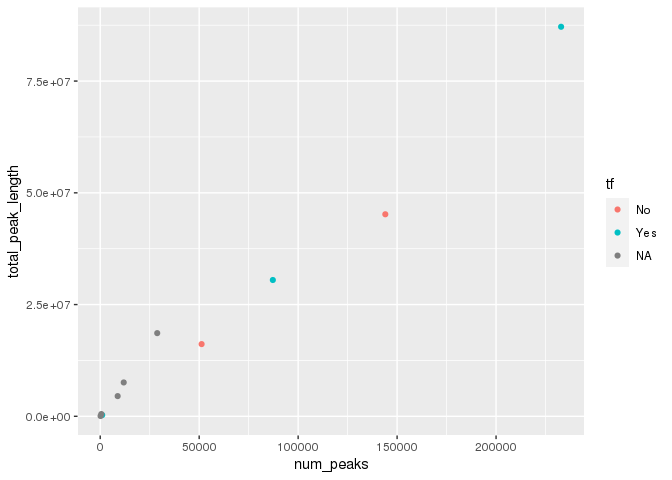 7.5e+07
5.0e+07
2.5e+07
0.0e+00
total_peak_length
0 50000 100000 150000 200000
num_peaks
tf
No
Yes
NA